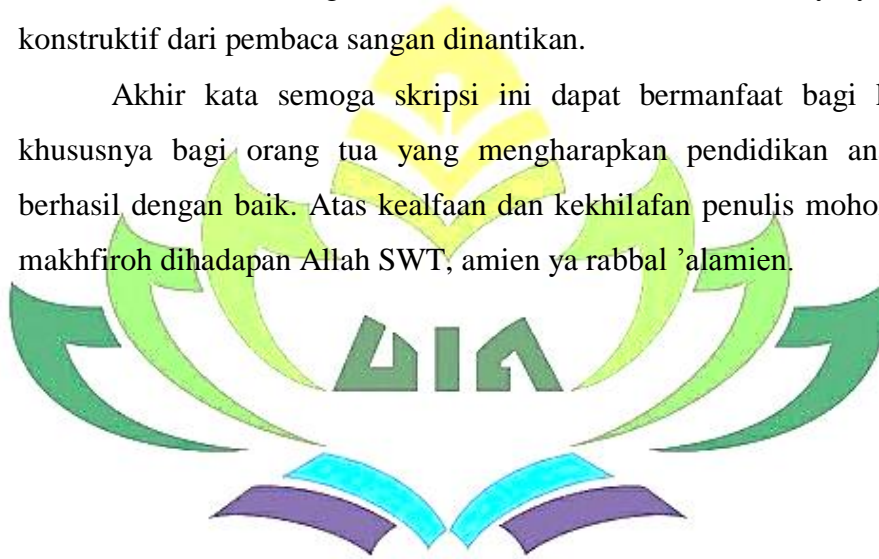 konstruktif dari pembaca sangan dinantikan.
Akhir kata semoga skripsi ini dapat bermanfaat bagi
khususnya bagi orang tua yang mengharapkan pendidikan
berhasil dengan baik. Atas kealfaan dan kekhilafan penulis
makhfiroh dihadapan Allah SWT, amien ya rabbal ’alamien.
UIN